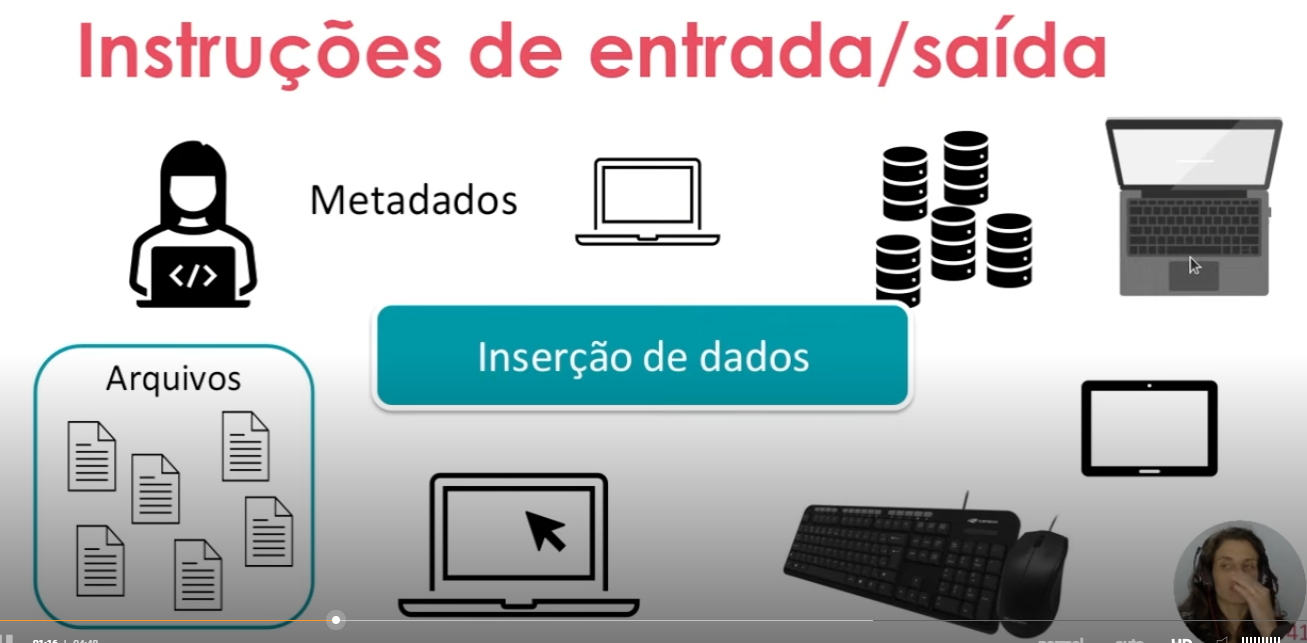 Instruções de entrada/saída
Metadados
</>
Inserção de dados
Arquivos